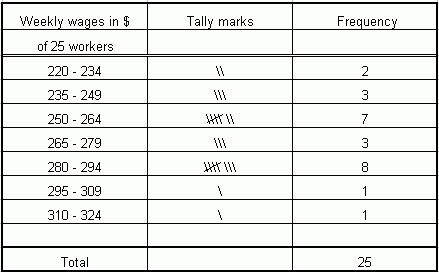 Weekly wages in $ Tally marks Frequency
of 25 workers
220 - 234 \\ 2
235 - 249 \\\ 3
250 - 264 \\\\ \\ 7
265 - 279 \\\ 3
280 - 294 \\\\ \\\ 8
295 - 309 \ 1
310 - 324 \ 1
Total 25